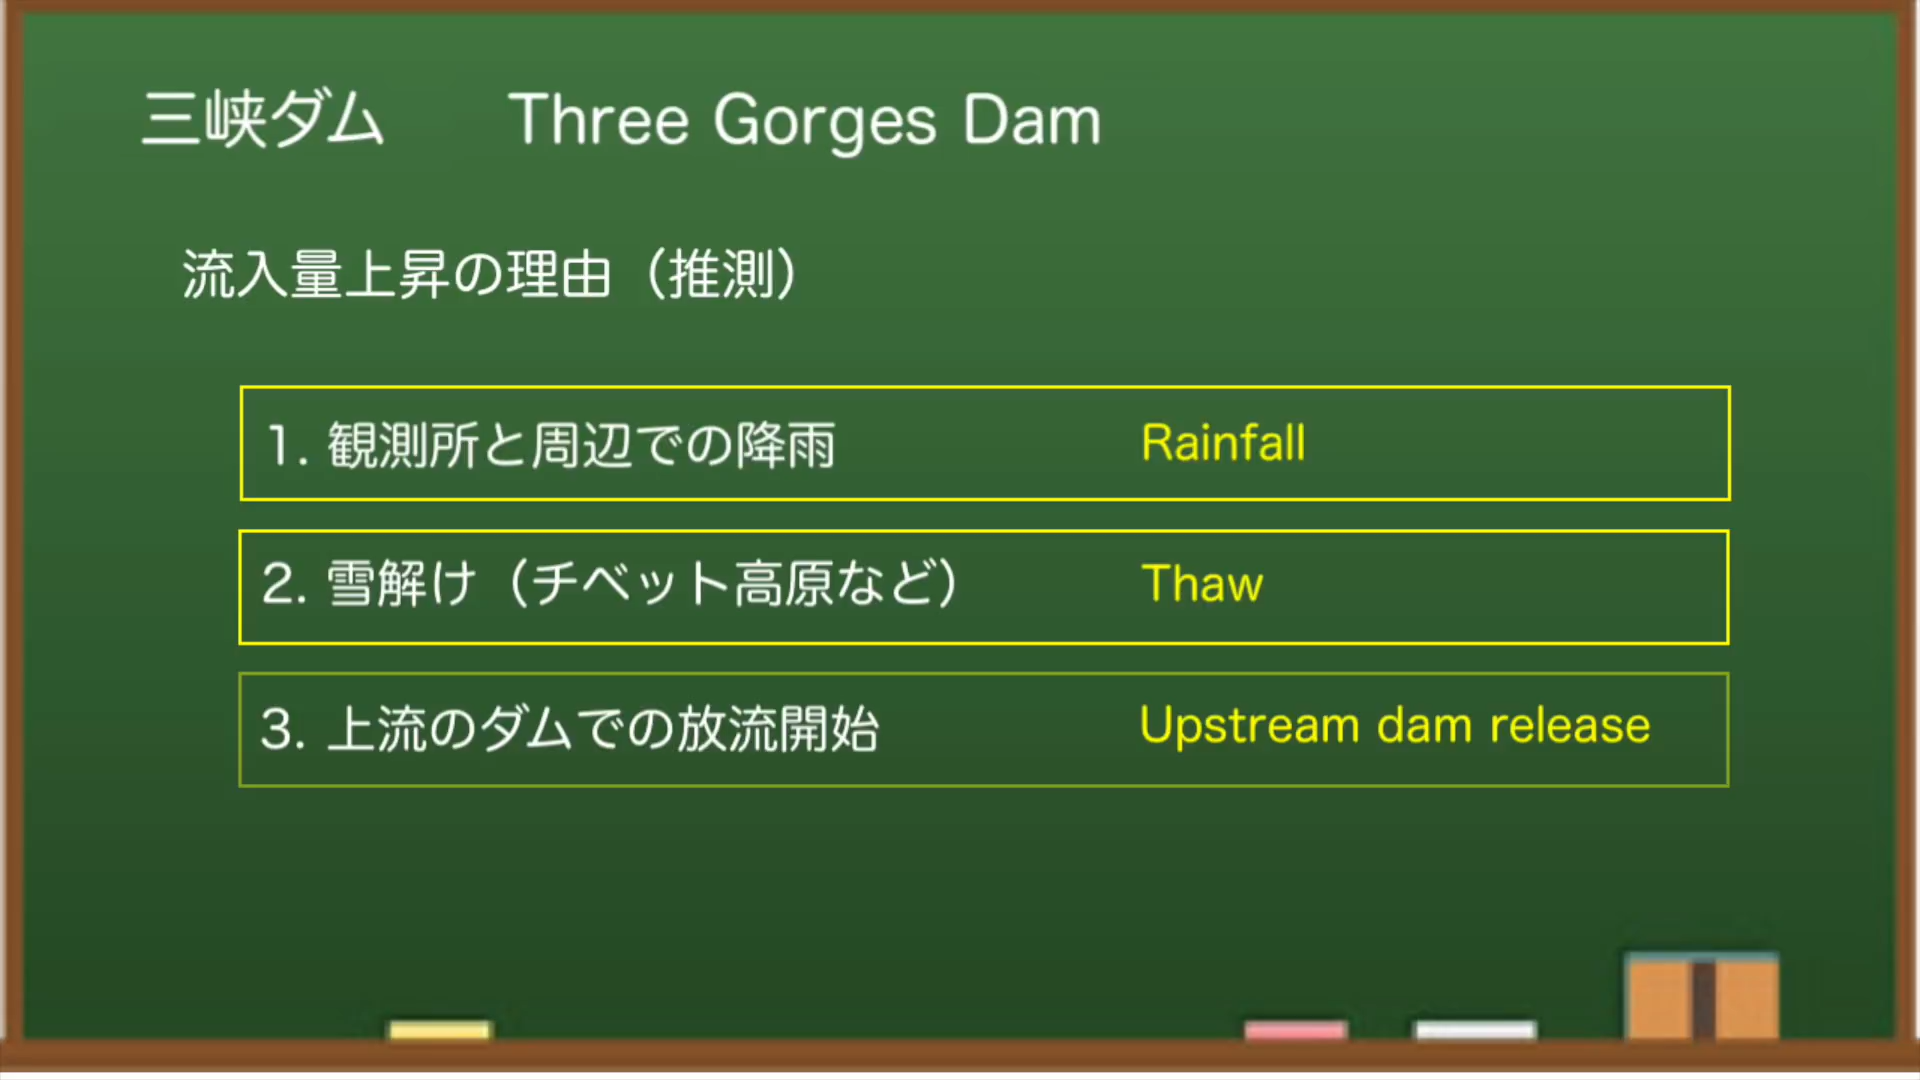 三峡ダム Three Gorges Dam
流入量上昇の理由（推測）
1. 観測所と周辺での降雨 Rainfall
2. 雪解け（チベット高原など） Thaw
3. 上流のダムでの放流開始 Upstream dam release